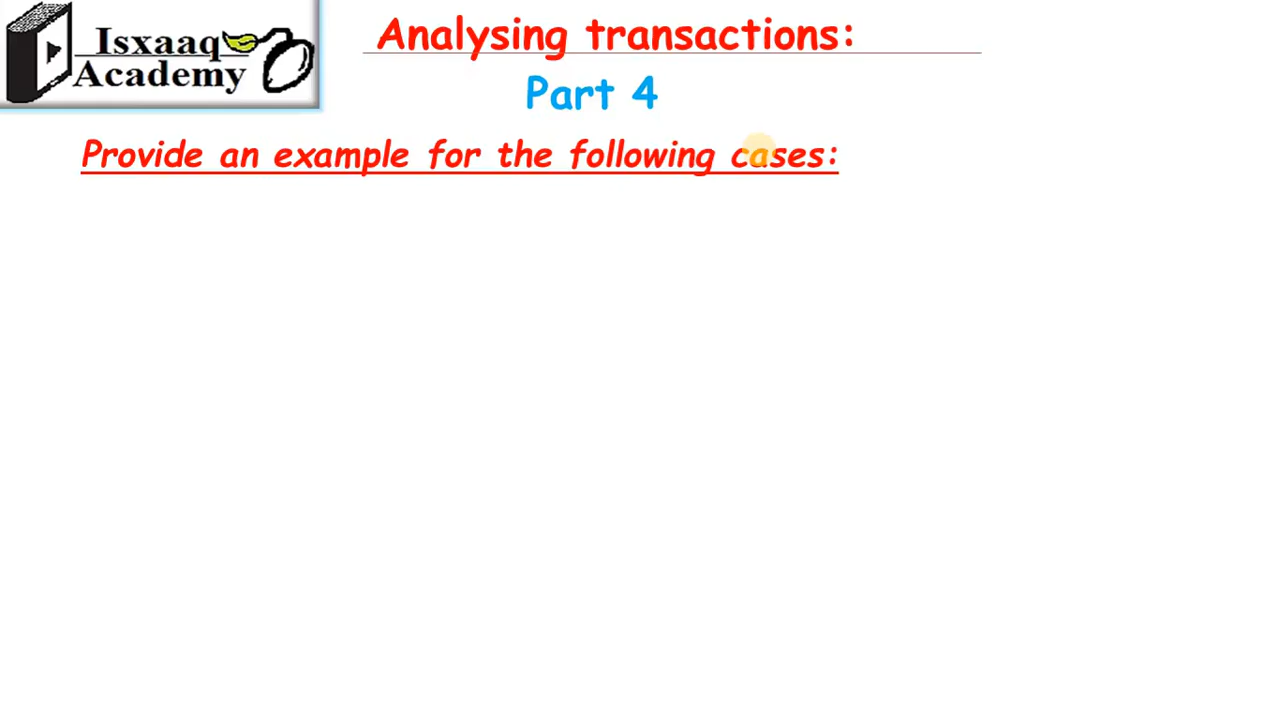 Isxaaq
Academy
Analysing transactions:
Part 4
Provide an example for the following cases: